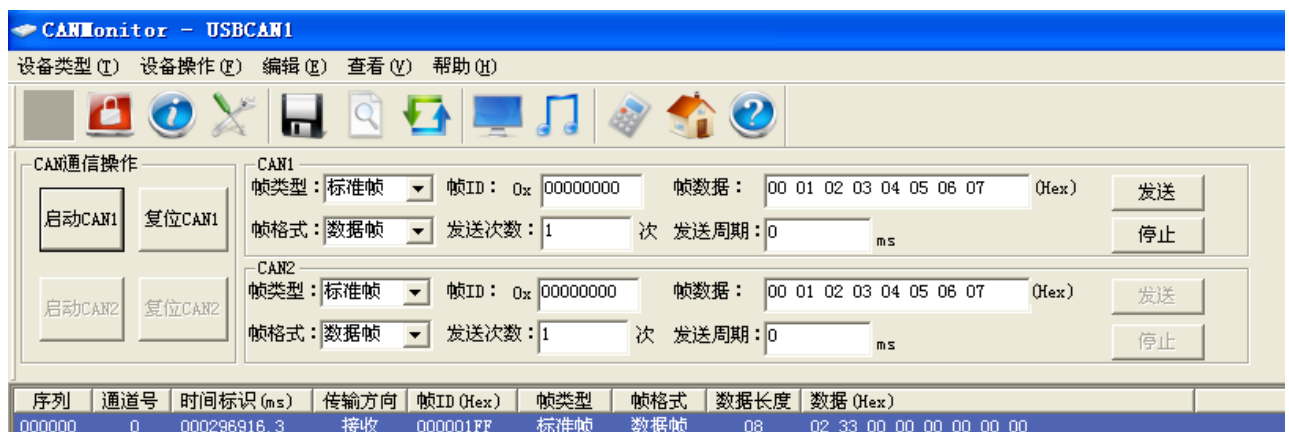 CANMonitor - USBCAN1
设备类型(T) 设备操作(F) 编辑(E) 查看(V) 帮助(H)
CAN通信操作
启动CAN1 复位CAN1
启动CAN2 复位CAN2
CAN1
帧类型：标准帧 帧ID： 0x 00000000 帧数据： 00 01 02 03 04 05 06 07 (Hex) 发送
帧格式：数据帧 发送次数：1 次 发送周期：0 ms 停止
CAN2
帧类型：标准帧 帧ID： 0x 00000000 帧数据： 00 01 02 03 04 05 06 07 (Hex) 发送
帧格式：数据帧 发送次数：1 次 发送周期：0 ms 停止
序列 通道号 时间标识(ms) 传输方向 帧ID(Hex) 帧类型 帧格式 数据长度 数据(Hex)
000000 0 000296916.3 接收 000001FF 标准帧 数据帧 08 02 33 00 00 00 00 00 00